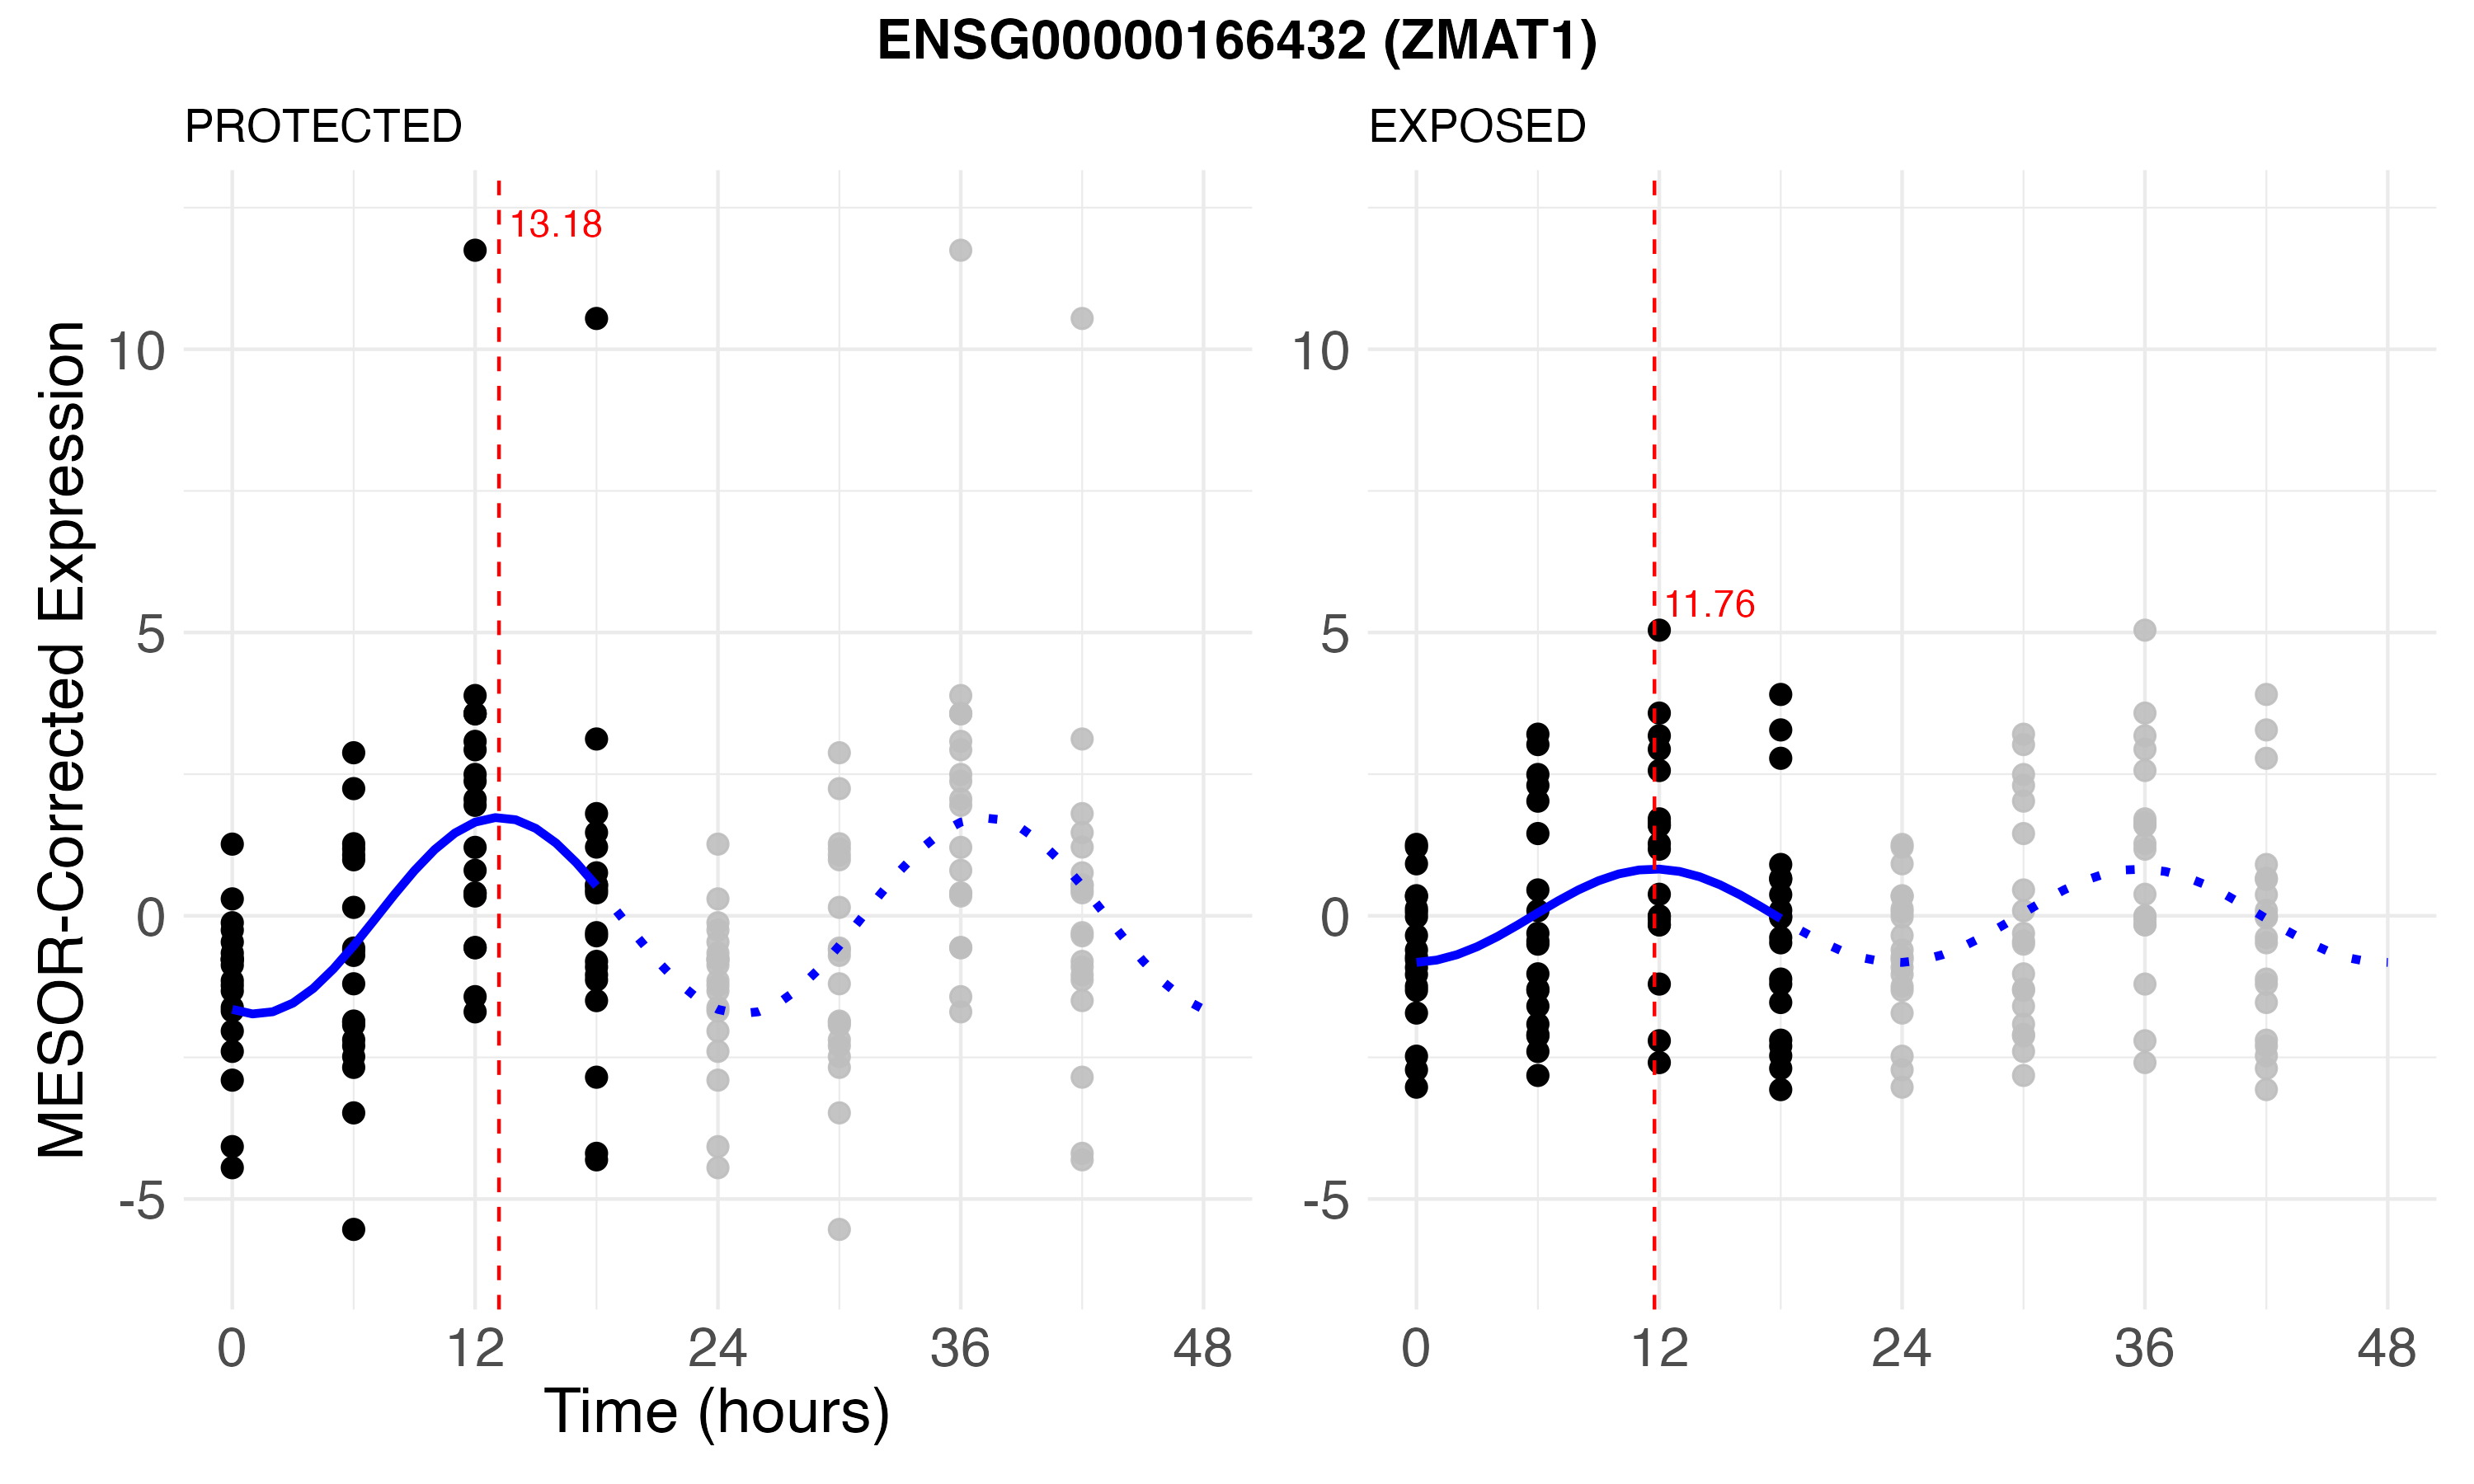 ENSG00000166432 (ZMAT1)
PROTECTED
EXPOSED
MESOR-Corrected Expression
10
5
0
-5
13.18
0 12 24 36 48
Time (hours)
10
5
0
-5
11.76
0 12 24 36 48